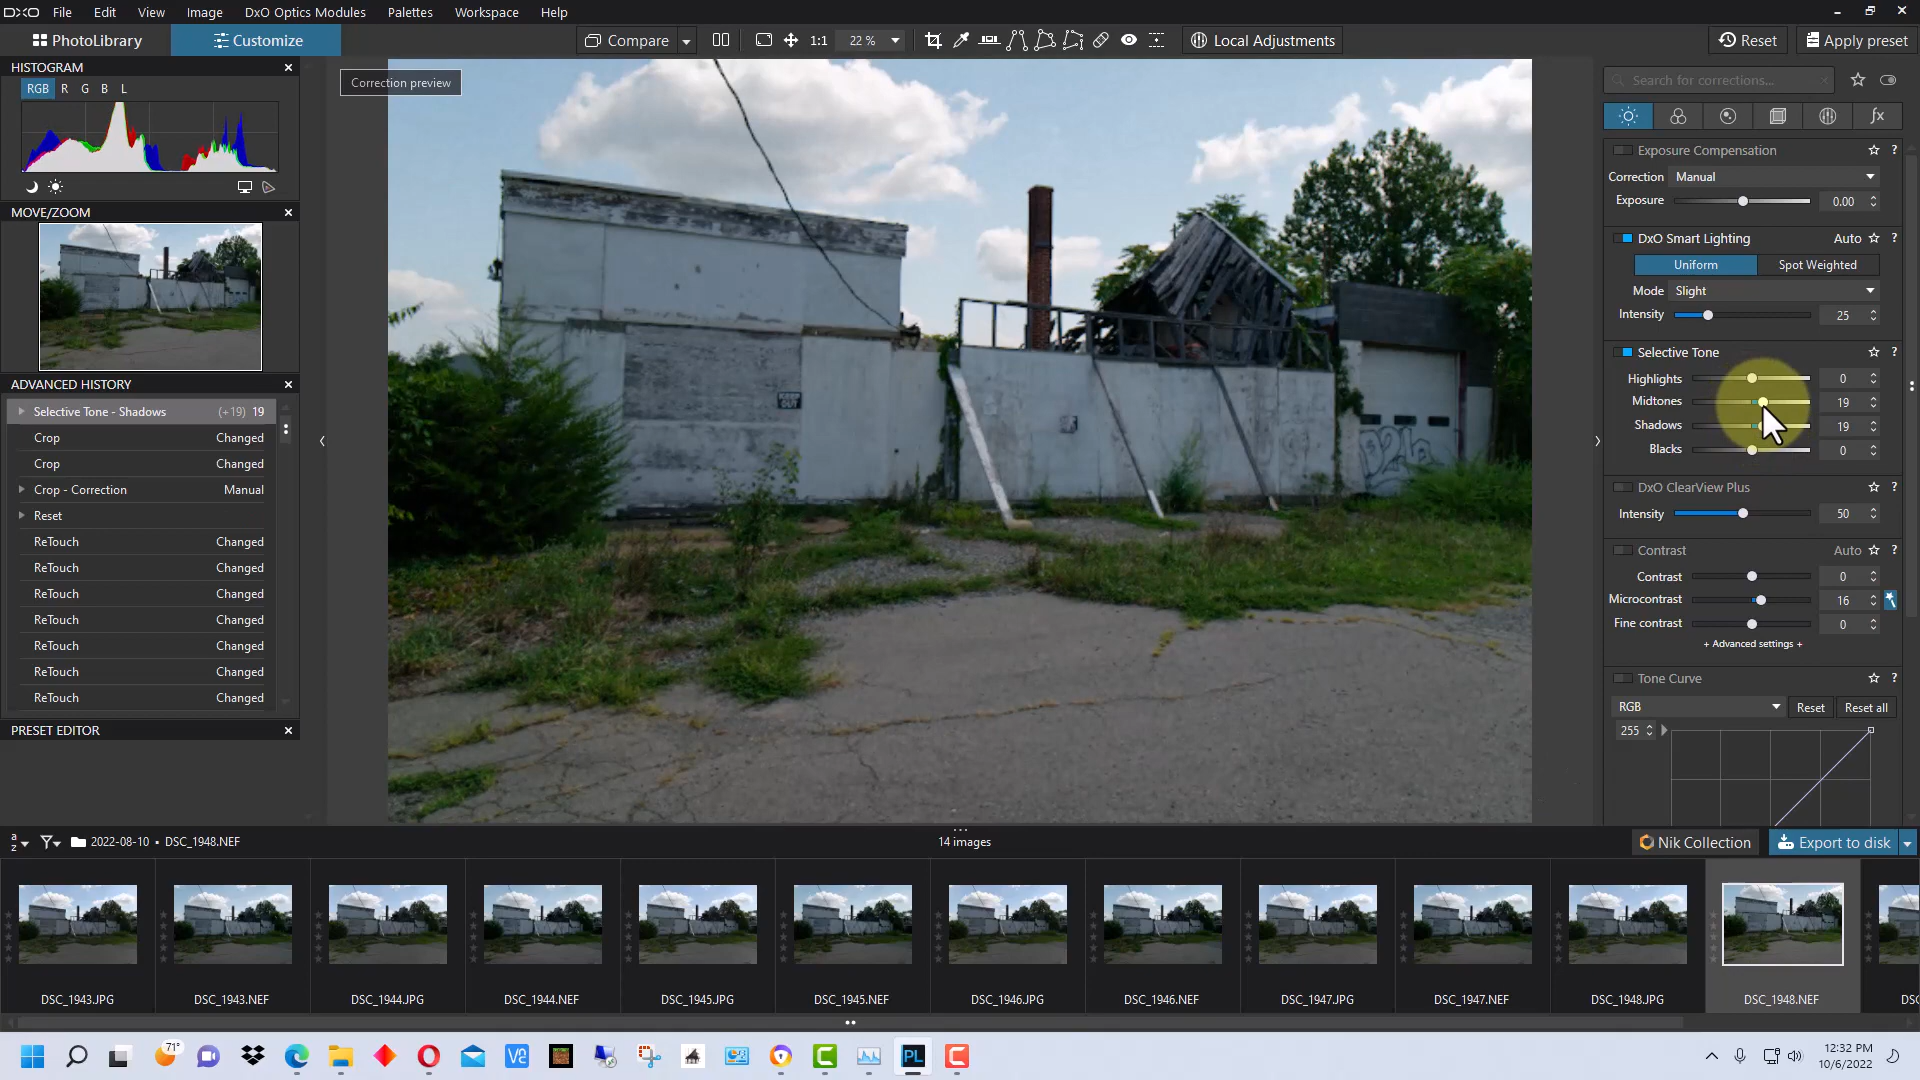 DXO File Edit View Image DxO Optics Modules Palettes Workspace Help
PhotoLibrary Customize Compare 1:1 22 % Local Adjustments Reset Apply preset
HISTOGRAM
RGB R G B L
MOVE/ZOOM
ADVANCED HISTORY
Selective Tone - Shadows (+19) 19
Crop Changed
Crop Changed
Crop - Correction Manual
Reset
ReTouch Changed
ReTouch Changed
ReTouch Changed
ReTouch Changed
ReTouch Changed
ReTouch Changed
ReTouch Changed
PRESET EDITOR
Correction preview
KEEP
OUT
Search for corrections...
fx
Exposure Compensation ?
Correction Manual
Exposure 0.00
DxO Smart Lighting Auto ?
Uniform Spot Weighted
Mode Slight
Intensity 25
Selective Tone ?
Highlights 0
Midtones 19
Shadows 19
Blacks 0
DxO ClearView Plus ?
Intensity 50
Contrast Auto ?
Contrast 0
Microcontrast 16
Fine contrast 0
+ Advanced settings +
Tone Curve ?
RGB Reset Reset all
255
a
z 2022-08-10 • DSC_1948.NEF 14 images Nik Collection Export to disk
DSC_1943.JPG DSC_1943.NEF DSC_1944.JPG DSC_1944.NEF DSC_1945.JPG DSC_1945.NEF DSC_1946.JPG DSC_1946.NEF DSC_1947.JPG DSC_1947.NEF DSC_1948.JPG DSC_1948.NEF
71° PL 12:32 PM
10/6/2022